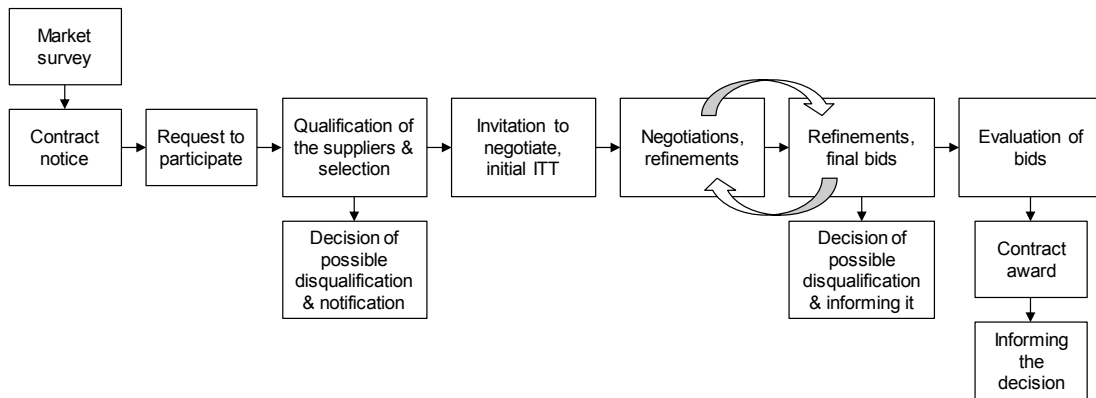 Market
survey
Contract
notice
Request to
participate
Qualification of
the suppliers &
selection
Invitation to
negotiate,
initial ITT
Negotiations,
refinements
Refinements,
final bids
Evaluation of
bids
Decision of
possible
disqualification
& notification
Decision of
possible
disqualification
& informing it
Contract
award
Informing
the
decision